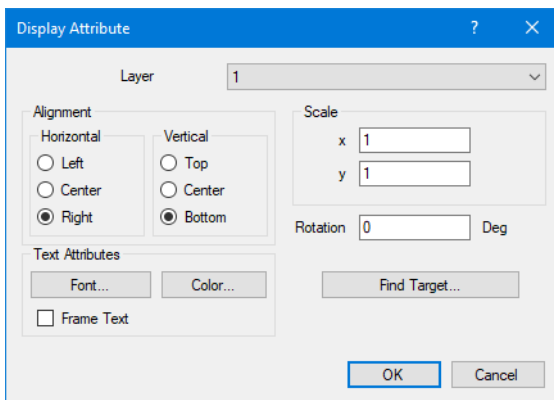 Display Attribute ? ×
Layer 1
Alignment
Horizontal
Left
Center
Right
Vertical
Top
Center
Bottom
Scale
x 1
y 1
Rotation 0 Deg
Text Attributes
Font... Color...
Frame Text
Find Target...
OK Cancel